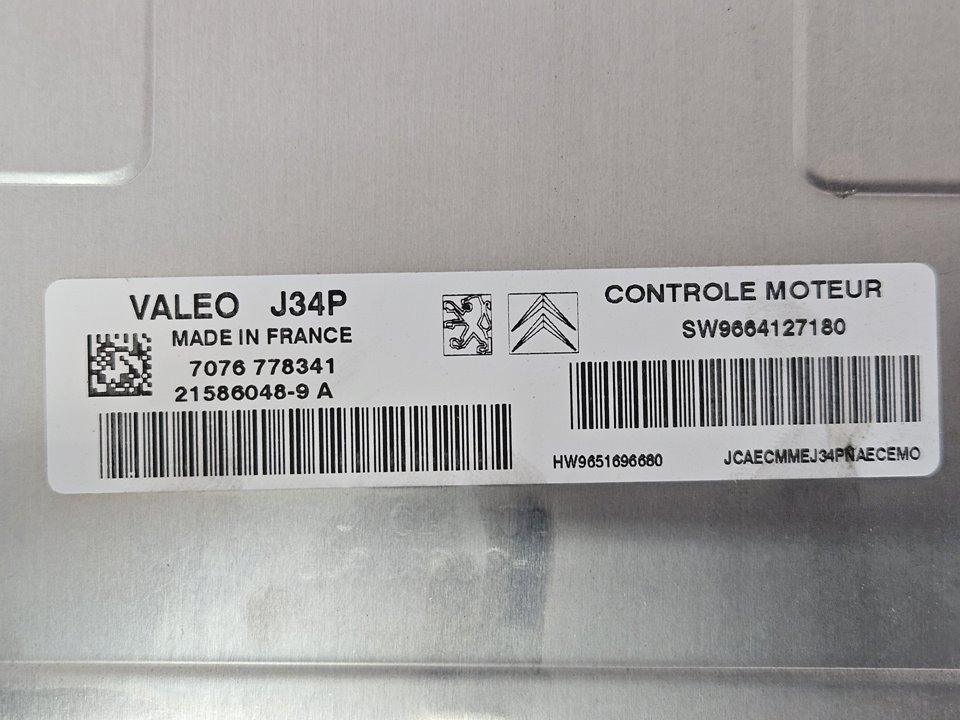 VALEO J34P
MADE IN FRANCE
7076 778341
21586048-9 A
CONTROLE MOTEUR
SW9664127180
HW9651696680
JCAECMMEJ34PNAECEMO